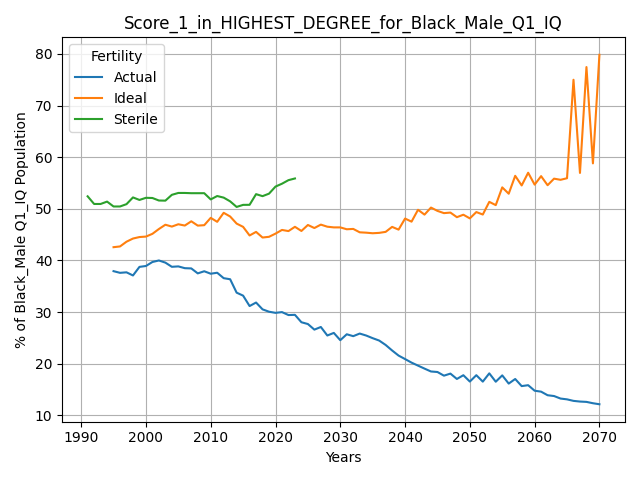 Score_1_in_HIGHEST_DEGREE_for_Black_Male_Q1_IQ
Fertility
Actual
Ideal
Sterile
% of Black_Male Q1_IQ Population
80
70
60
50
40
30
20
10
1990 2000 2010 2020 2030 2040 2050 2060 2070
Years